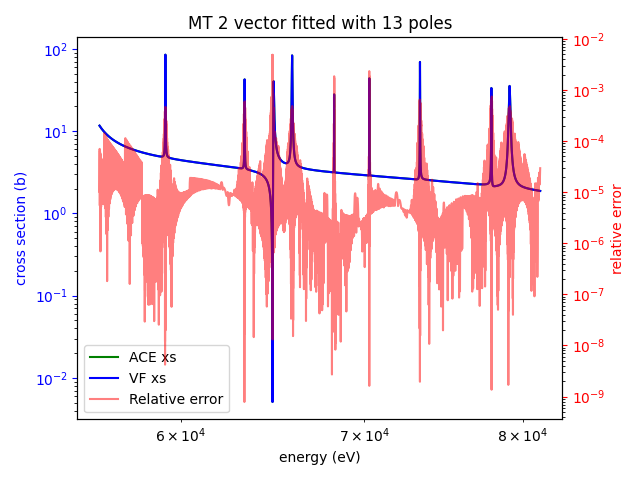 MT 2 vector fitted with 13 poles
cross section (b)
10²
10¹
10⁰
10⁻¹
10⁻²
10⁻²
10⁻³
10⁻⁴
10⁻⁵
10⁻⁶
10⁻⁷
10⁻⁸
10⁻⁹
relative error
ACE xs
VF xs
Relative error
6 × 10⁴
7 × 10⁴
8 × 10⁴
energy (eV)